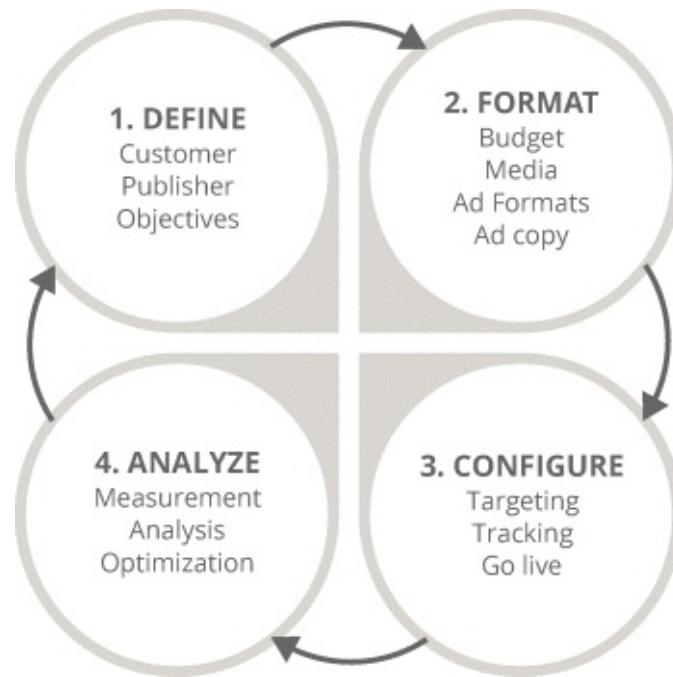 1. DEFINE
Customer
Publisher
Objectives
2. FORMAT
Budget
Media
Ad Formats
Ad copy
3. CONFIGURE
Targeting
Tracking
Go live
4. ANALYZE
Measurement
Analysis
Optimization